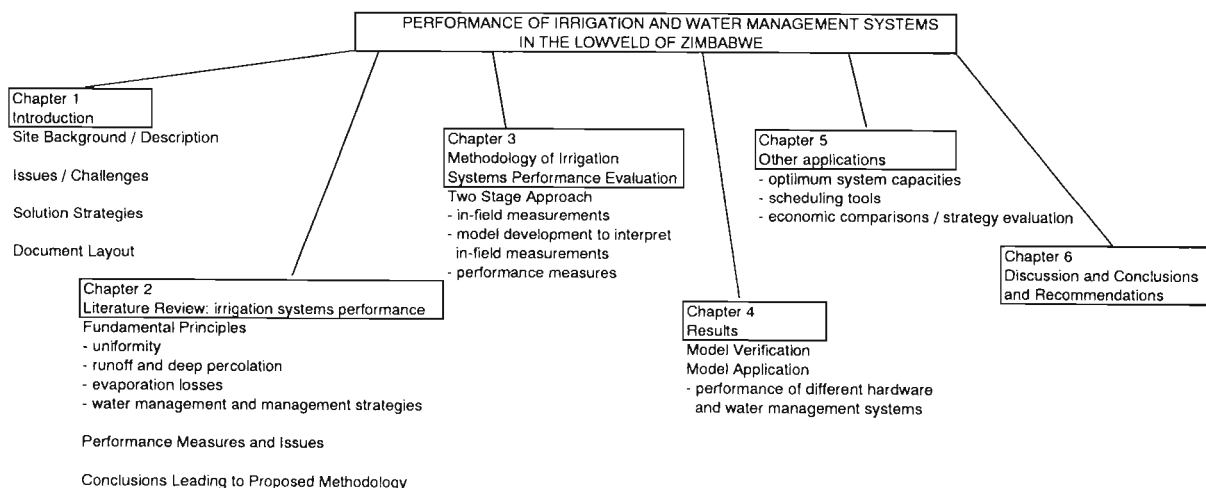 PERFORMANCE OF IRRIGATION AND WATER MANAGEMENT SYSTEMS
IN THE LOWVELD OF ZIMBABWE
Chapter 1
Introduction
Site Background / Description
Issues / Challenges
Solution Strategies
Document Layout
Chapter 2
Literature Review: irrigation systems performance
Fundamental Principles
- uniformity
- runoff and deep percolation
- evaporation losses
- water management and management strategies
Performance Measures and Issues
Conclusions Leading to Proposed Methodology
Chapter 3
Methodology of Irrigation
Systems Performance Evaluation
Two Stage Approach
- in-field measurements
- model development to interpret
in-field measurements
- performance measures
Chapter 4
Results
Model Verification
Model Application
- performance of different hardware
and water management systems
Chapter 5
Other applications
- optiimum system capacities
- scheduling tools
- economic comparisons / strategy evaluation
Chapter 6
Discussion and Conclusions
and Recommendations